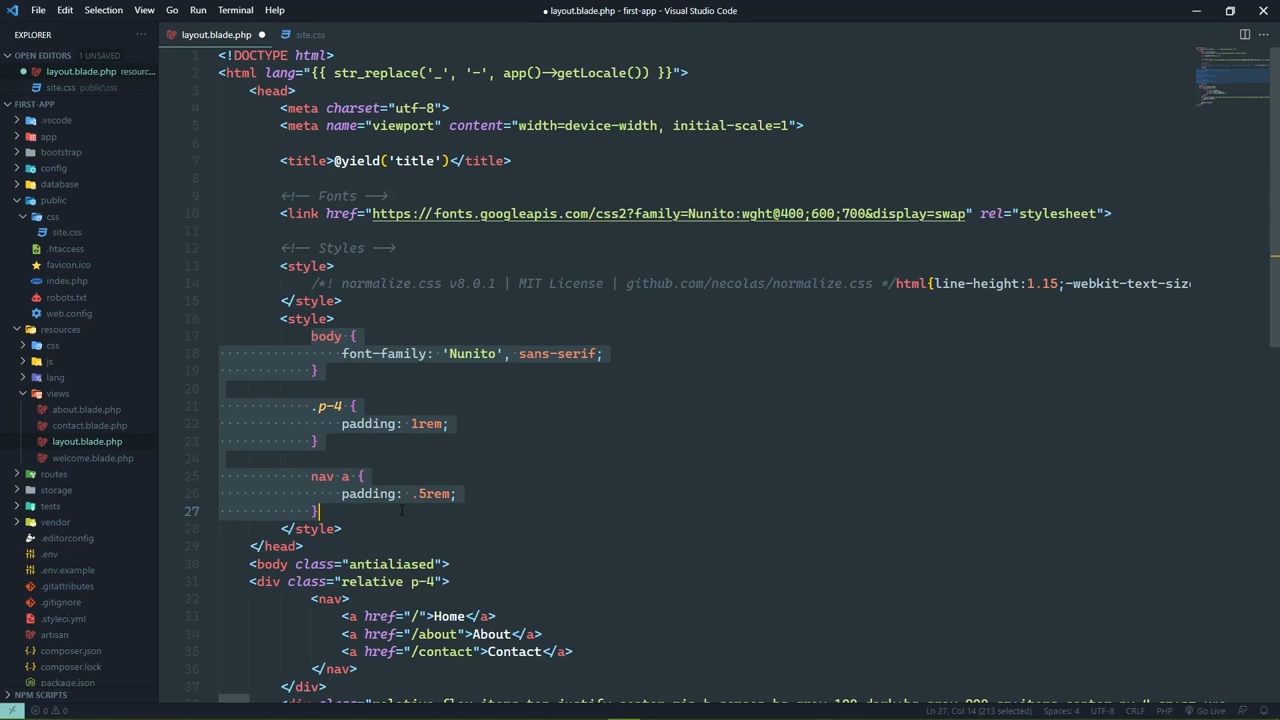 File Edit Selection View Go Run Terminal Help
● layout.blade.php - first-app - Visual Studio Code
EXPLORER
OPEN EDITORS 1 UNSAVED
layout.blade.php resourc...
site.css public\css
FIRST-APP
.vscode
app
bootstrap
config
database
public
css
site.css
.htaccess
favicon.ico
index.php
robots.txt
web.config
resources
css
js
lang
views
about.blade.php
contact.blade.php
layout.blade.php
welcome.blade.php
routes
storage
tests
vendor
.editorconfig
.env
.env.example
.gitattributes
.gitignore
.styleci.yml
artisan
composer.json
composer.lock
package.json
NPM SCRIPTS
layout.blade.php
site.css
1 <!DOCTYPE html>
2 <html lang="{{ str_replace('_', '-', app()->getLocale()) }}">
3 <head>
4 <meta charset="utf-8">
5 <meta name="viewport" content="width=device-width, initial-scale=1">
6
7 <title>@yield('title')</title>
8
9 <!-- Fonts -->
10 <link href="https://fonts.googleapis.com/css2?family=Nunito:wght@400;600;700&display=swap" rel="stylesheet">
11
12 <!-- Styles -->
13 <style>
14 /*! normalize.css v8.0.1 | MIT License | github.com/necolas/normalize.css */html{line-height:1.15;-webkit-text-size
15 </style>
16 <style>
17 body {
18 font-family: 'Nunito', sans-serif;
19 }
20
21 .p-4 {
22 padding: 1rem;
23 }
24
25 nav a {
26 padding: .5rem;
27 }
28 </style>
29 </head>
30 <body class="antialiased">
31 <div class="relative p-4">
32 <nav>
33 <a href="/">Home</a>
34 <a href="/about">About</a>
35 <a href="/contact">Contact</a>
36 </nav>
37 </div>
0 0
Ln 27, Col 14 (213 selected) Spaces: 4 UTF-8 CRLF PHP Go Live